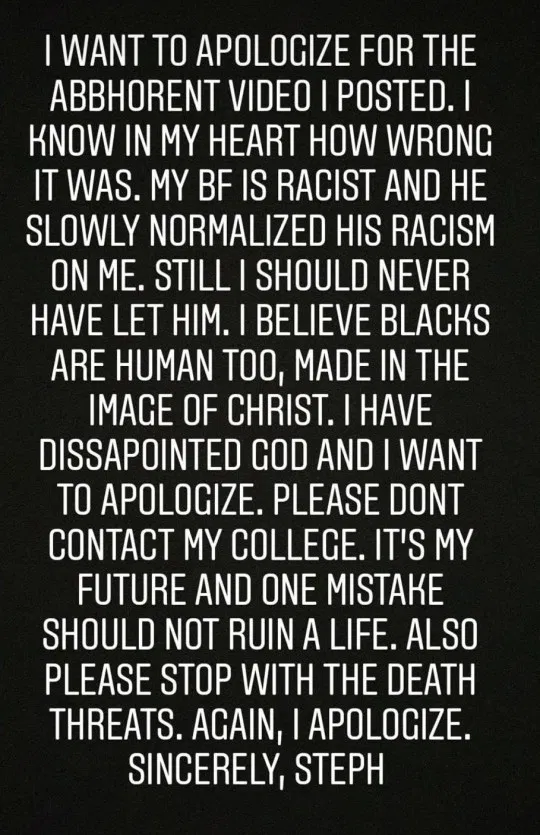 I WANT TO APOLOGIZE FOR THE
ABBHORENT VIDEO I POSTED. I
KNOW IN MY HEART HOW WRONG
IT WAS. MY BF IS RACIST AND HE
SLOWLY NORMALIZED HIS RACISM
ON ME. STILL I SHOULD NEVER
HAVE LET HIM. I BELIEVE BLACKS
ARE HUMAN TOO, MADE IN THE
IMAGE OF CHRIST. I HAVE
DISSAPOINTED GOD AND I WANT
TO APOLOGIZE. PLEASE DONT
CONTACT MY COLLEGE. IT'S MY
FUTURE AND ONE MISTAKE
SHOULD NOT RUIN A LIFE. ALSO
PLEASE STOP WITH THE DEATH
THREATS. AGAIN, I APOLOGIZE.
SINCERELY, STEPH